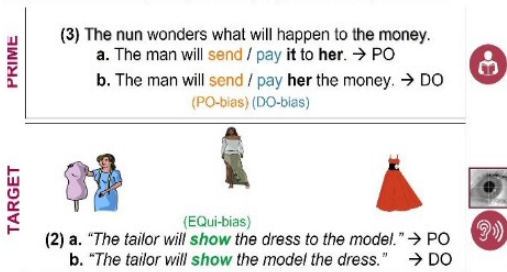 PRIME
(3) The nun wonders what will happen to the money.
a. The man will send / pay it to her. → PO
b. The man will send / pay her the money. → DO
(PO-bias) (DO-bias)
TARGET
(EQui-bias)
(2) a. “The tailor will show the dress to the model.” → PO
b. “The tailor will show the model the dress.” → DO